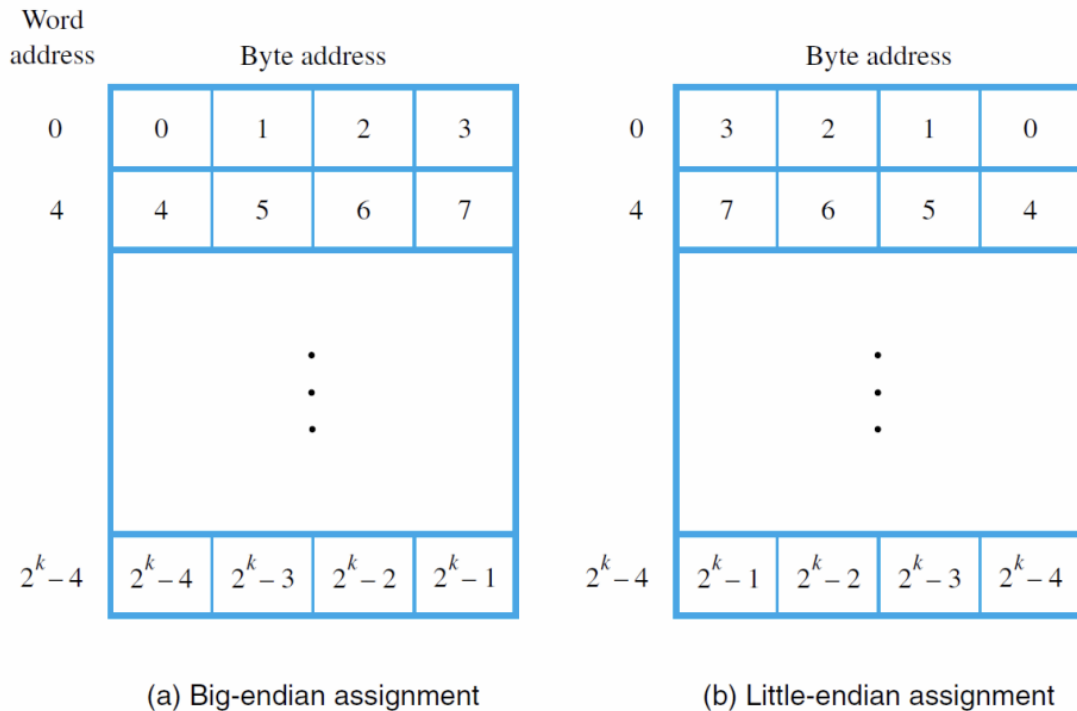 Word
address
Byte address
Byte address
0 0 1 2 3
0 3 2 1 0
4 4 5 6 7
4 7 6 5 4
2^k – 4 2^k – 4 2^k – 3 2^k – 2 2^k – 1
2^k – 4 2^k – 1 2^k – 2 2^k – 3 2^k – 4
(a) Big-endian assignment
(b) Little-endian assignment